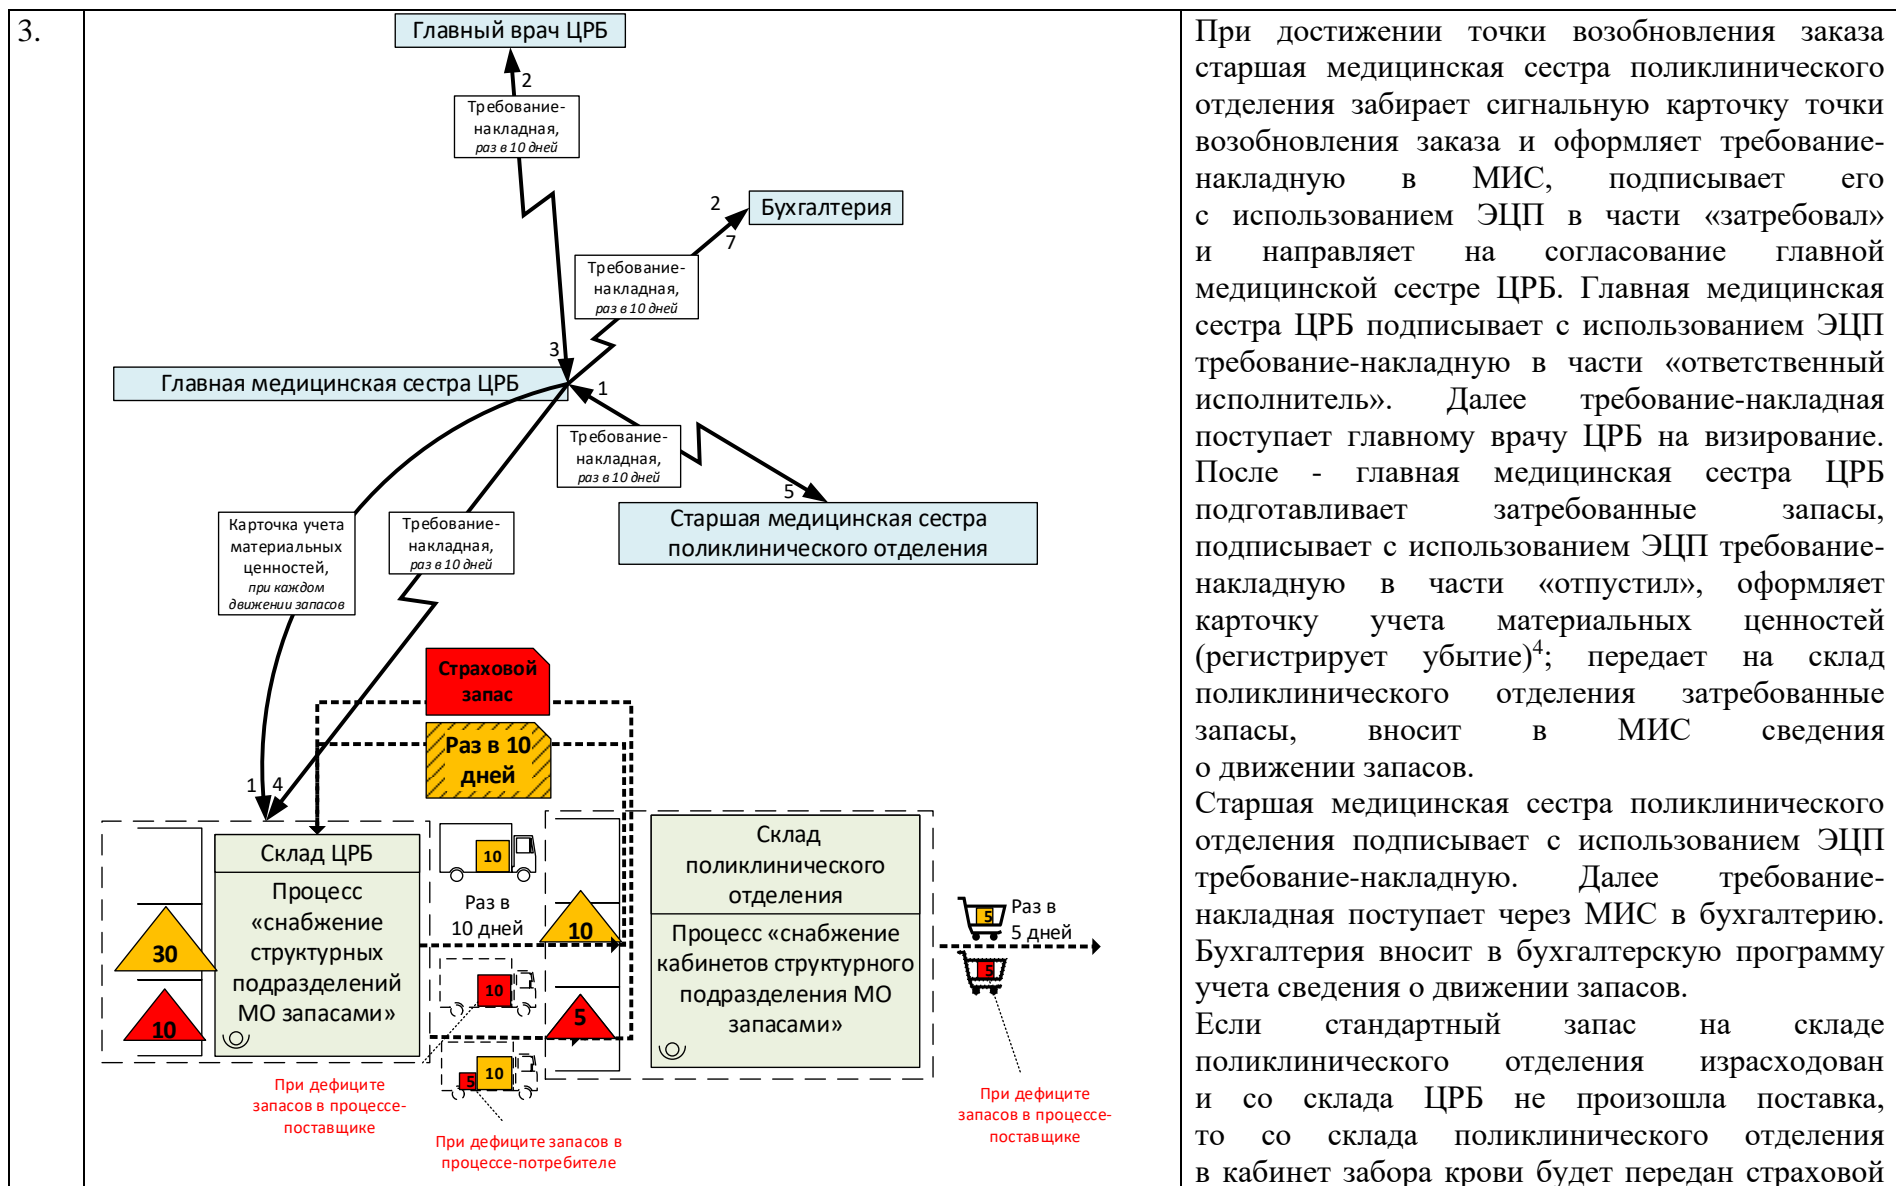 3.
Главный врач ЦРБ
2
Требование-
накладная,
раз в 10 дней
2
Бухгалтерия
7
Требование-
накладная,
раз в 10 дней
3
Главная медицинская сестра ЦРБ
1
Требование-
накладная,
раз в 10 дней
5
Старшая медицинская сестра
поликлинического отделения
Карточка учета
материальных
ценностей,
при каждом
движении запасов
Требование-
накладная,
раз в 10 дней
Страховой
запас
Раз в 10
дней
1
4
Склад ЦРБ
Процесс
«снабжение
структурных
подразделений
МО запасами»
30
10
10
Раз в
10 дней
10
5
10
При дефиците
запасов в процессе-
поставщике
При дефиците запасов в
процессе-потребителе
10
5
Склад
поликлинического
отделения
Процесс «снабжение
кабинетов структурного
подразделения МО
запасами»
5
Раз в
5 дней
5
При дефиците
запасов в процессе-
поставщике
При достижении точки возобновления заказа
старшая медицинская сестра поликлинического
отделения забирает сигнальную карточку точки
возобновления заказа и оформляет требование-
накладную в МИС, подписывает его
с использованием ЭЦП в части «затребовал»
и направляет на согласование главной
медицинской сестре ЦРБ. Главная медицинская
сестра ЦРБ подписывает с использованием ЭЦП
требование-накладную в части «ответственный
исполнитель». Далее требование-накладная
поступает главному врачу ЦРБ на визирование.
После - главная медицинская сестра ЦРБ
подготавливает затребованные запасы,
подписывает с использованием ЭЦП требование-
накладную в части «отпустил», оформляет
карточку учета материальных ценностей
(регистрирует убытие)⁴; передает на склад
поликлинического отделения затребованные
запасы, вносит в МИС сведения
о движении запасов.
Старшая медицинская сестра поликлинического
отделения подписывает с использованием ЭЦП
требование-накладную. Далее требование-
накладная поступает через МИС в бухгалтерию.
Бухгалтерия вносит в бухгалтерскую программу
учета сведения о движении запасов.
Если стандартный запас на складе
поликлинического отделения израсходован
и со склада ЦРБ не произошла поставка,
то со склада поликлинического отделения
в кабинет забора крови будет передан страховой